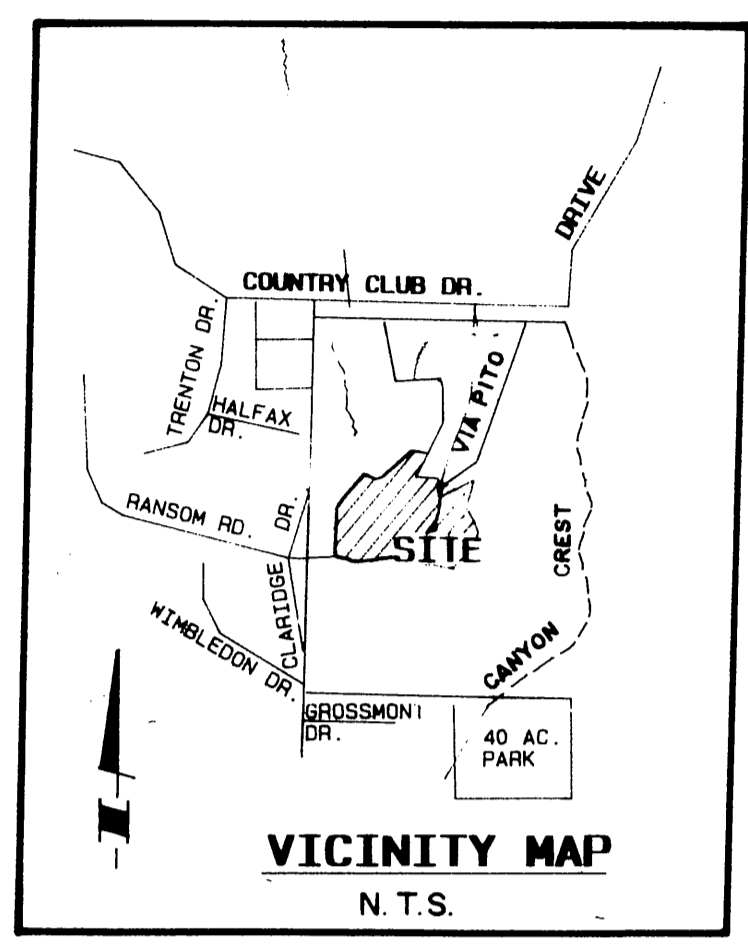 DRIVE
COUNTRY CLUB DR.
TRENTON DR.
HALFAX
DR.
VIA PITO
RANSOM RD.
CLARIDGE DR.
SITE
CREST
CANYON
WIMBLEDON DR.
GROSSMONT
DR.
40 AC.
PARK
VICINITY MAP
N.T.S.